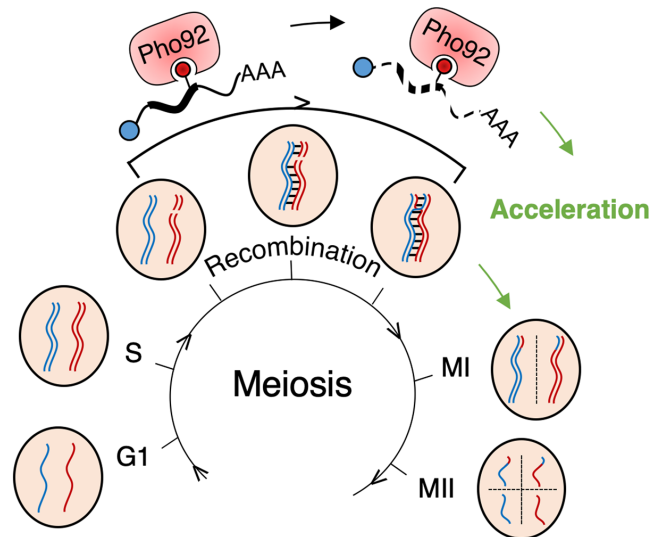 Pho92
AAA
Pho92
AAA
Acceleration
Recombination
S
Meiosis
MI
G1
MII